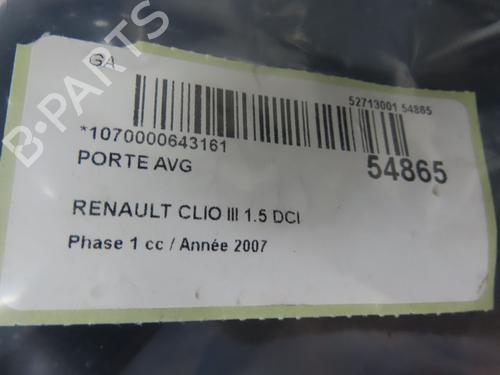 GA
52713001 54865
*1070000643161
54865
PORTE AVG
RENAULT CLIO III 1.5 DCI
Phase 1 cc / Année 2007
B-PARTS